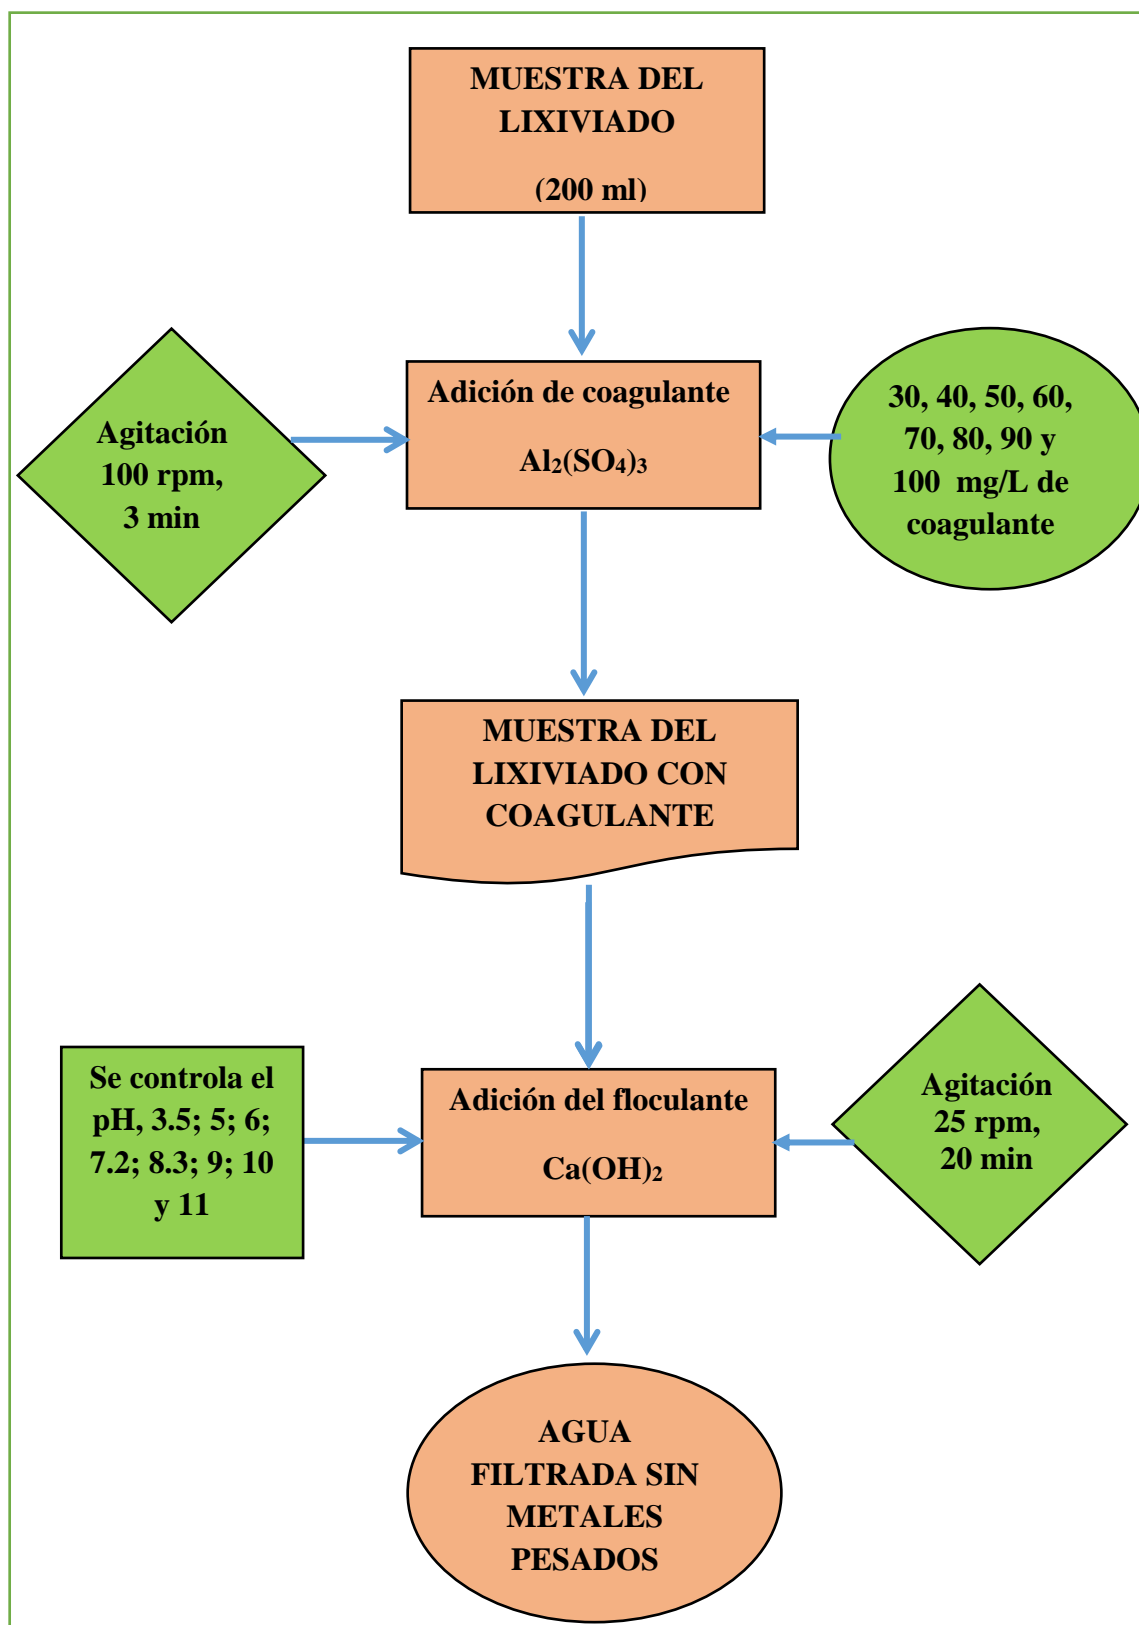 MUESTRA DEL
LIXIVIADO
(200 ml)
Agitación
100 rpm,
3 min
Adición de coagulante
Al₂(SO₄)₃
30, 40, 50, 60,
70, 80, 90 y
100 mg/L de
coagulante
MUESTRA DEL
LIXIVIADO CON
COAGULANTE
Se controla el
pH, 3.5; 5; 6;
7.2; 8.3; 9; 10
y 11
Adición del floculante
Ca(OH)₂
Agitación
25 rpm,
20 min
AGUA
FILTRADA SIN
METALES
PESADOS